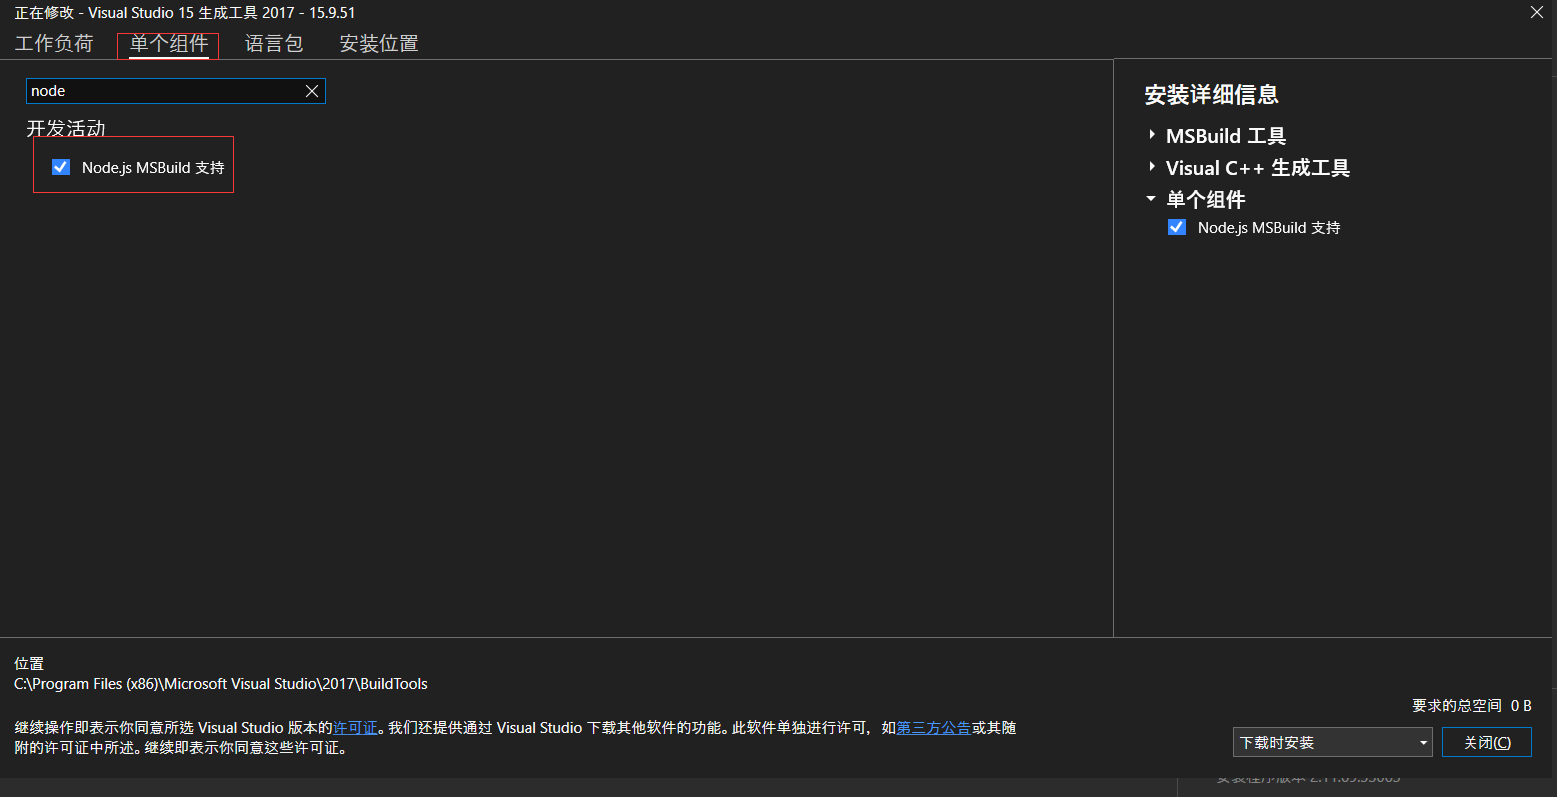 正在修改 - Visual Studio 15 生成工具 2017 - 15.9.51
工作负荷 单个组件 语言包 安装位置
node
开发活动
Node.js MSBuild 支持
安装详细信息
MSBuild 工具
Visual C++ 生成工具
单个组件
Node.js MSBuild 支持
位置
C:\Program Files (x86)\Microsoft Visual Studio\2017\BuildTools
要求的总空间 0 B
继续操作即表示你同意所选 Visual Studio 版本的许可证。我们还提供通过 Visual Studio 下载其他软件的功能。此软件单独进行许可，如第三方公告或其随
附的许可证中所述。继续即表示你同意这些许可证。
下载时安装 关闭(C)
安装程序版本